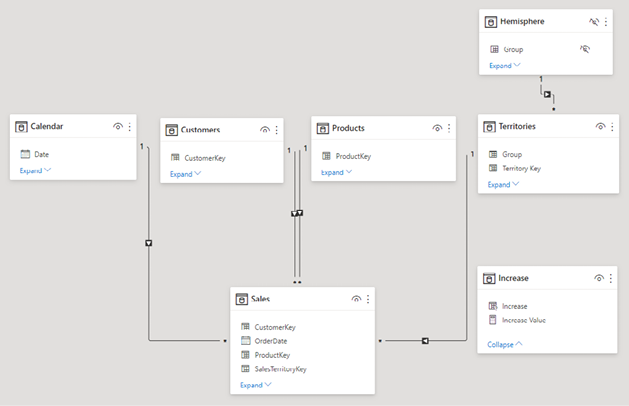 Hemisphere
Group
Expand
Calendar
Date
Expand
Customers
CustomerKey
Expand
Products
ProductKey
Expand
Territories
Group
Territory Key
Expand
1
1
1
1
1
*
*
*
*
*
Sales
CustomerKey
OrderDate
ProductKey
SalesTerritoryKey
Expand
Increase
Increase
Increase Value
Collapse